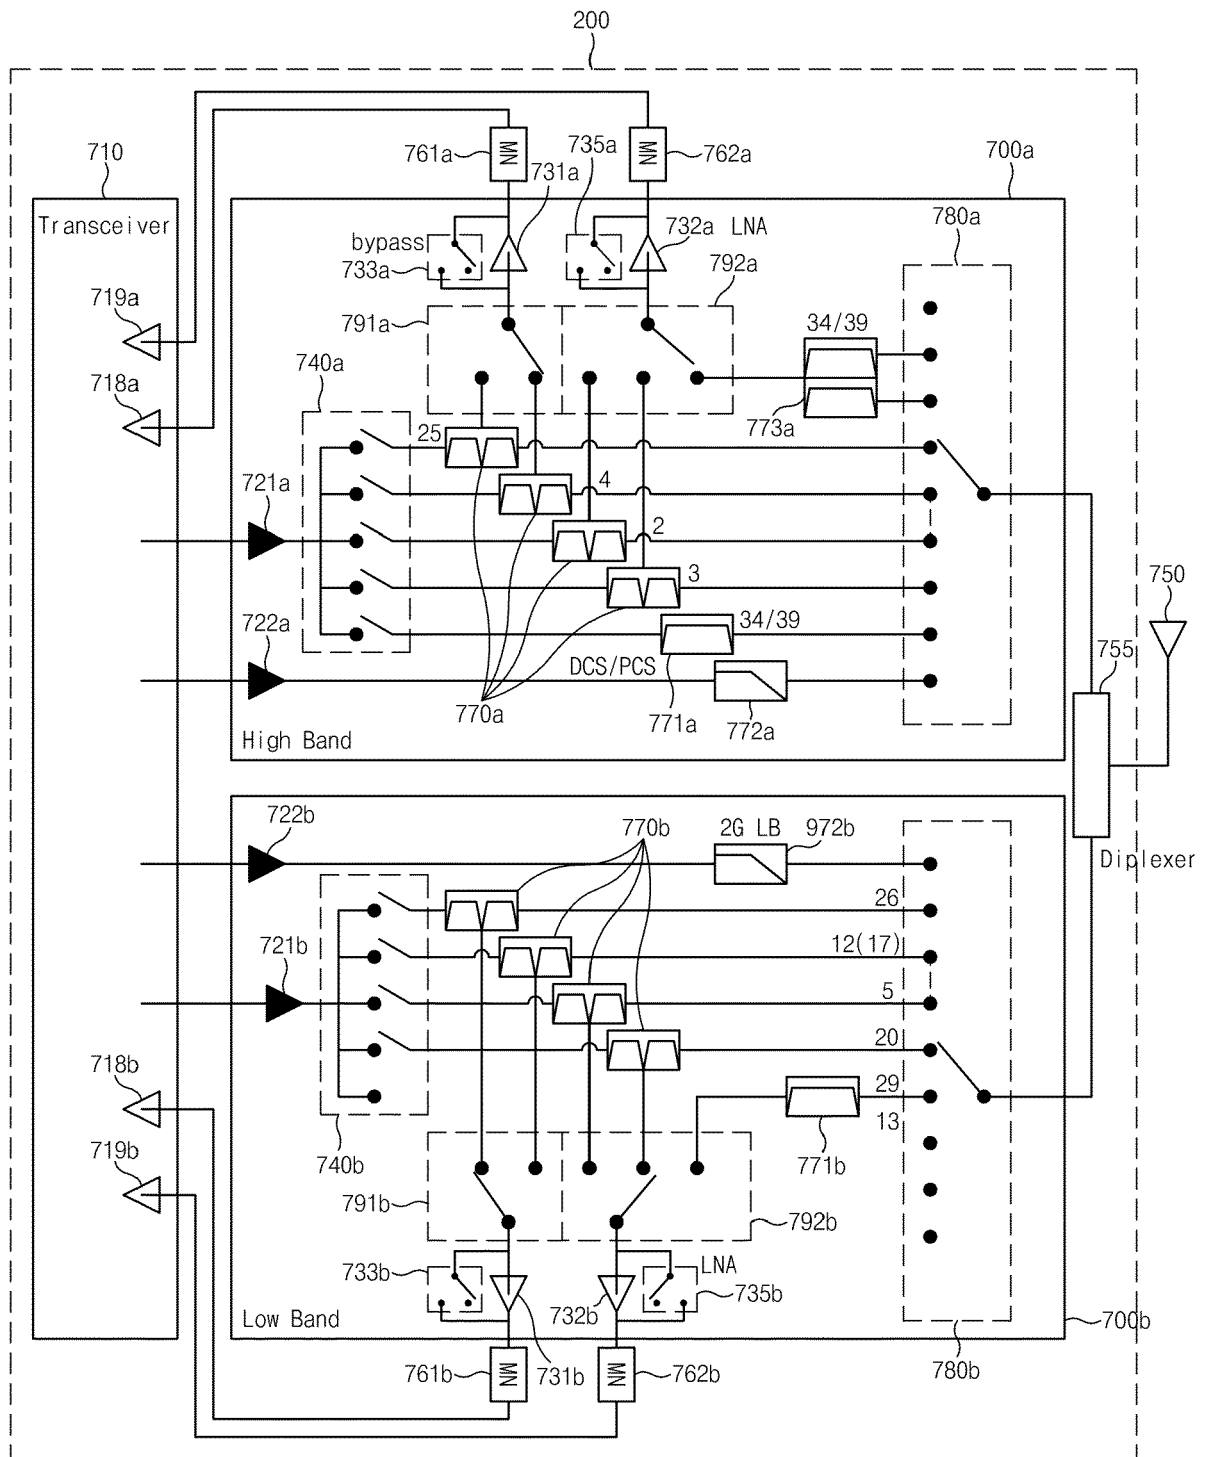 200
710
761a
735a
762a
700a
731a
Transceiver
MN
MN
780a
bypass
732a LNA
733a
792a
719a
791a
34/39
740a
718a
773a
25
721a
4
2
3
750
722a
34/39
755
DCS/PCS
770a
771a
772a
High Band
722b
770b
2G LB
972b
Diplexer
26
721b
12(17)
5
20
718b
29
13
719b
740b
771b
791b
792b
733b
LNA
735b
732b
Low Band
700b
761b
MN
731b
MN
762b
780b